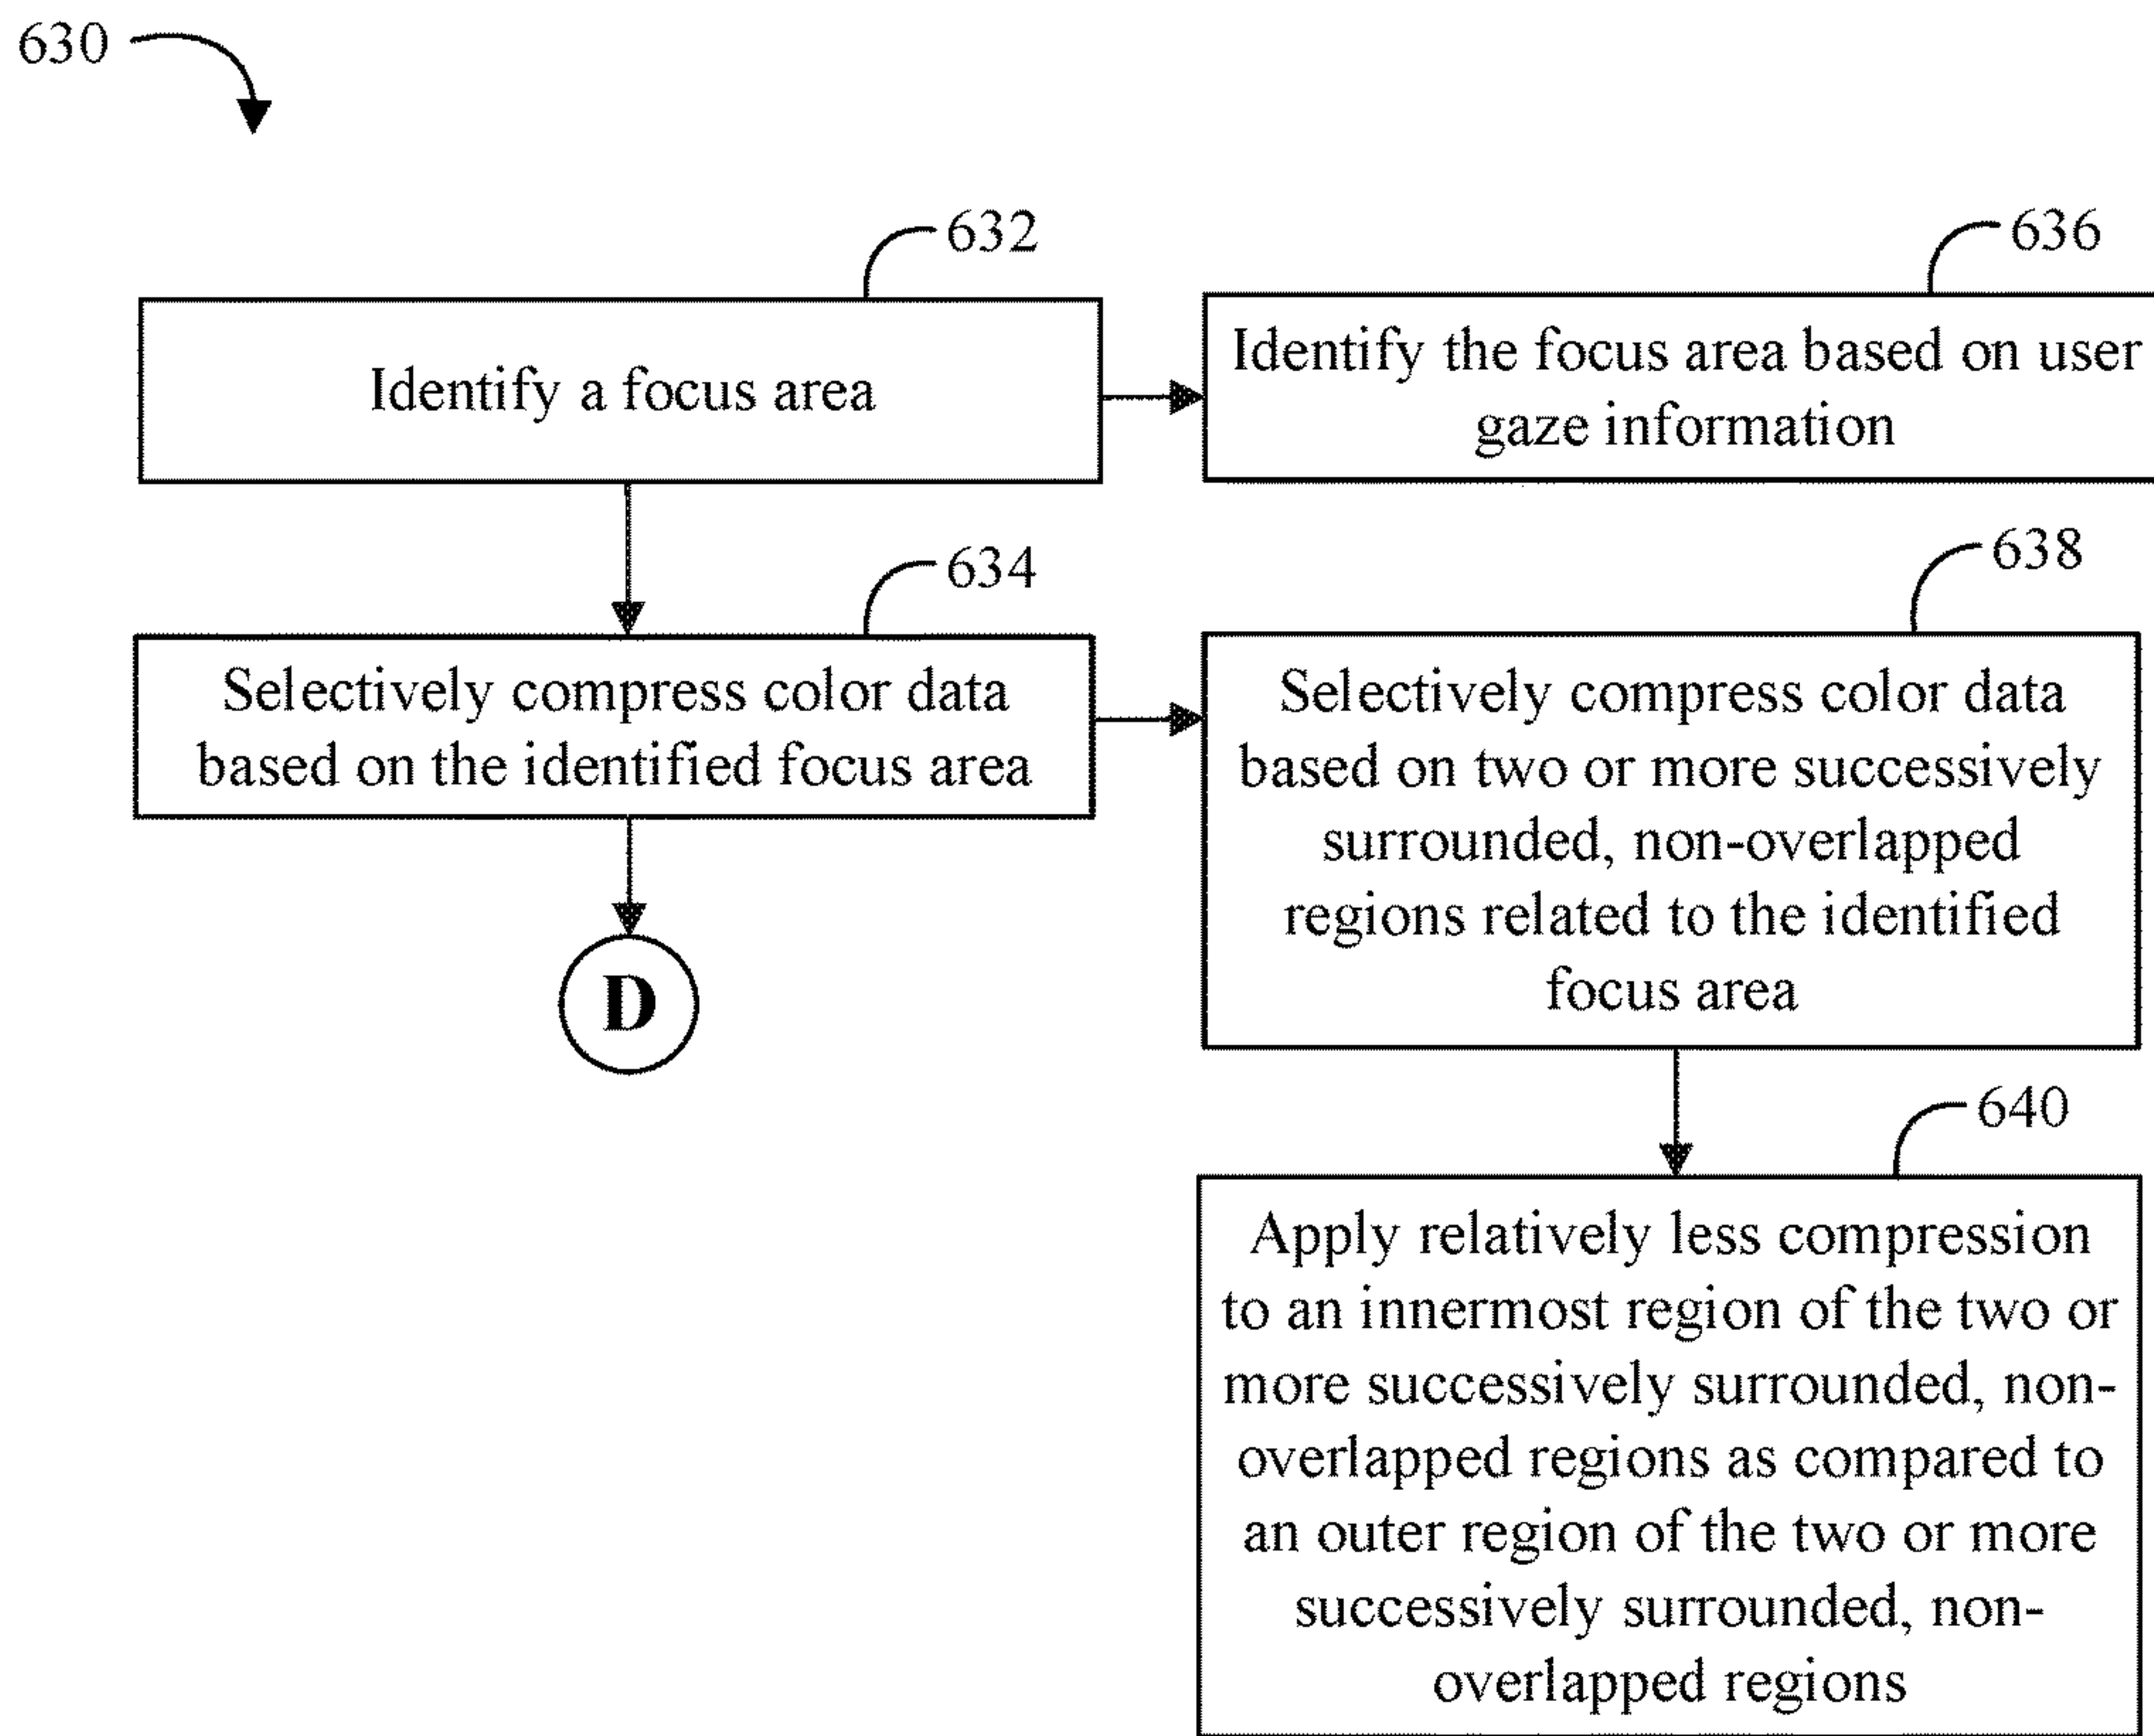 630
632
Identify a focus area
636
Identify the focus area based on user
gaze information
634
Selectively compress color data
based on the identified focus area
D
638
Selectively compress color data
based on two or more successively
surrounded, non-overlapped
regions related to the identified
focus area
640
Apply relatively less compression
to an innermost region of the two or
more successively surrounded, non-
overlapped regions as compared to
an outer region of the two or more
successively surrounded, non-
overlapped regions